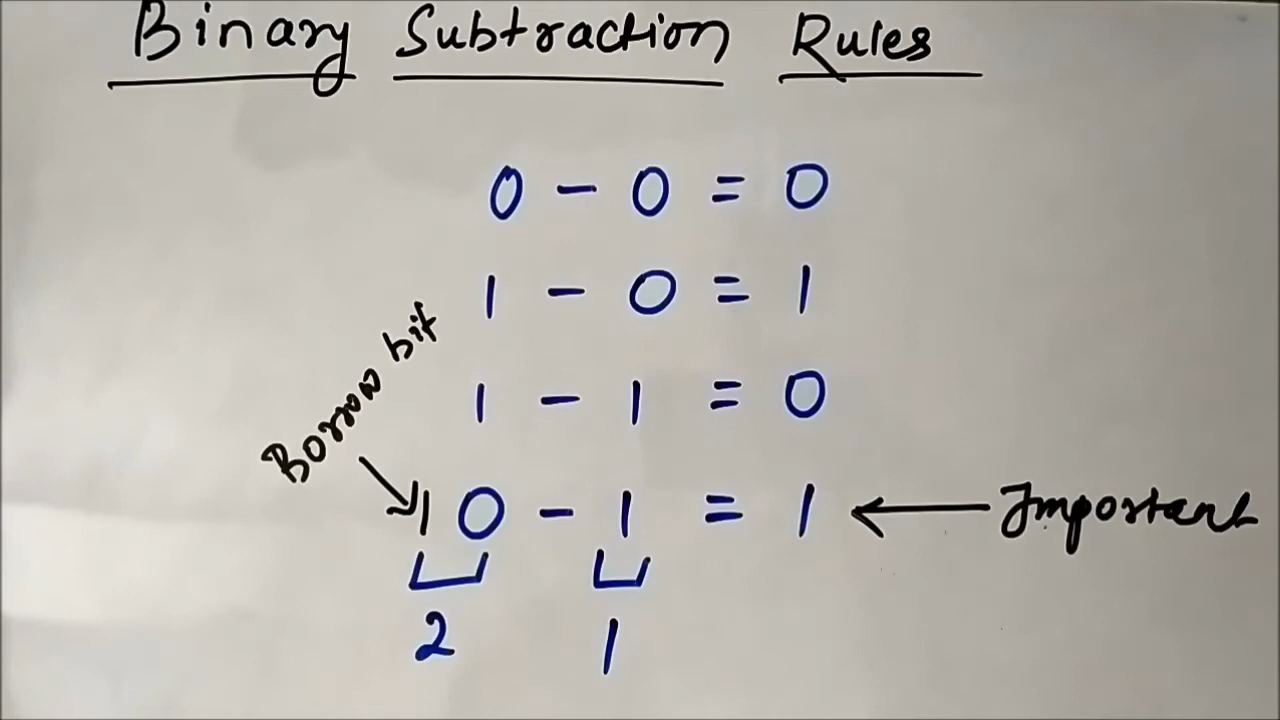 Binary Subtraction Rules
0 - 0 = 0
1 - 0 = 1
Borrow bit
1 - 1 = 0
10 - 1 = 1 ← Important
2 1